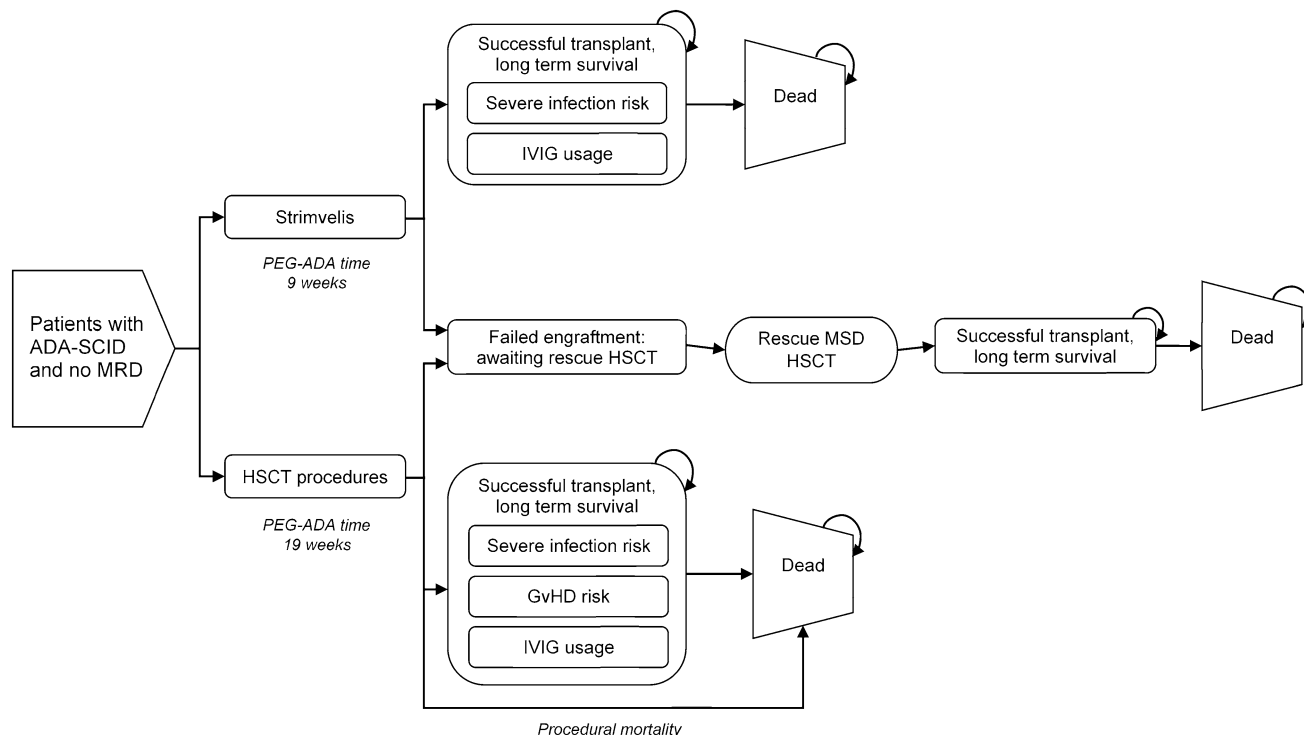 Successful transplant,
long term survival
Severe infection risk
IVIG usage
Dead
Strimvelis
PEG-ADA time
9 weeks
Patients with
ADA-SCID
and no MRD
Failed engraftment:
awaiting rescue HSCT
Rescue MSD
HSCT
Successful transplant,
long term survival
Dead
HSCT procedures
PEG-ADA time
19 weeks
Successful transplant,
long term survival
Severe infection risk
GvHD risk
IVIG usage
Dead
Procedural mortality